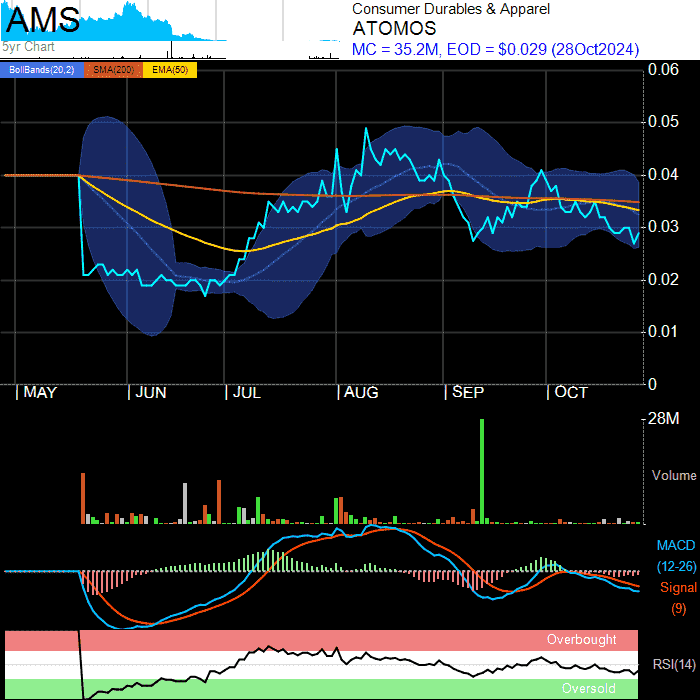 AMS
5yr Chart
Consumer Durables & Apparel
ATOMOS
MC = 35.2M, EOD = $0.029 (28Oct2024)
BollBands(20,2) SMA(200) EMA(50)
0.06
0.05
0.04
0.03
0.02
0.01
0
MAY JUN JUL AUG SEP OCT
28M
Volume
MACD
(12-26)
Signal
(9)
Overbought
RSI(14)
Oversold